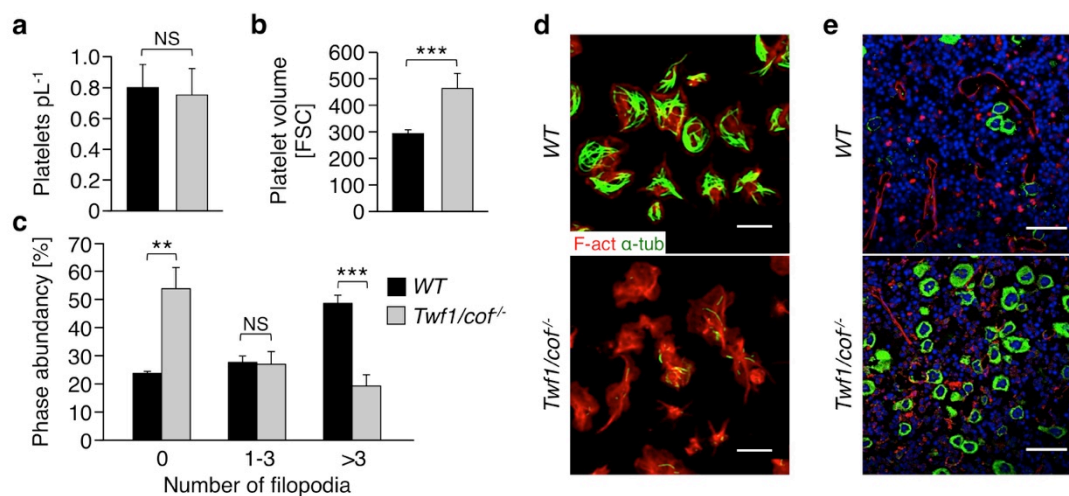 a
NS
Platelets pL⁻¹
1.0
0.8
0.6
0.4
0.2
0
b
***
Platelet volume
[FSC]
600
500
400
300
200
100
0
c
Phase abundancy [%]
70
60
50
40
30
20
10
0
**
NS
***
WT
Twf1/cof⁻/⁻
0 1-3 >3
Number of filopodia
d
WT
F-act α-tub
Twf1/cof⁻/⁻
e
WT
Twf1/cof⁻/⁻